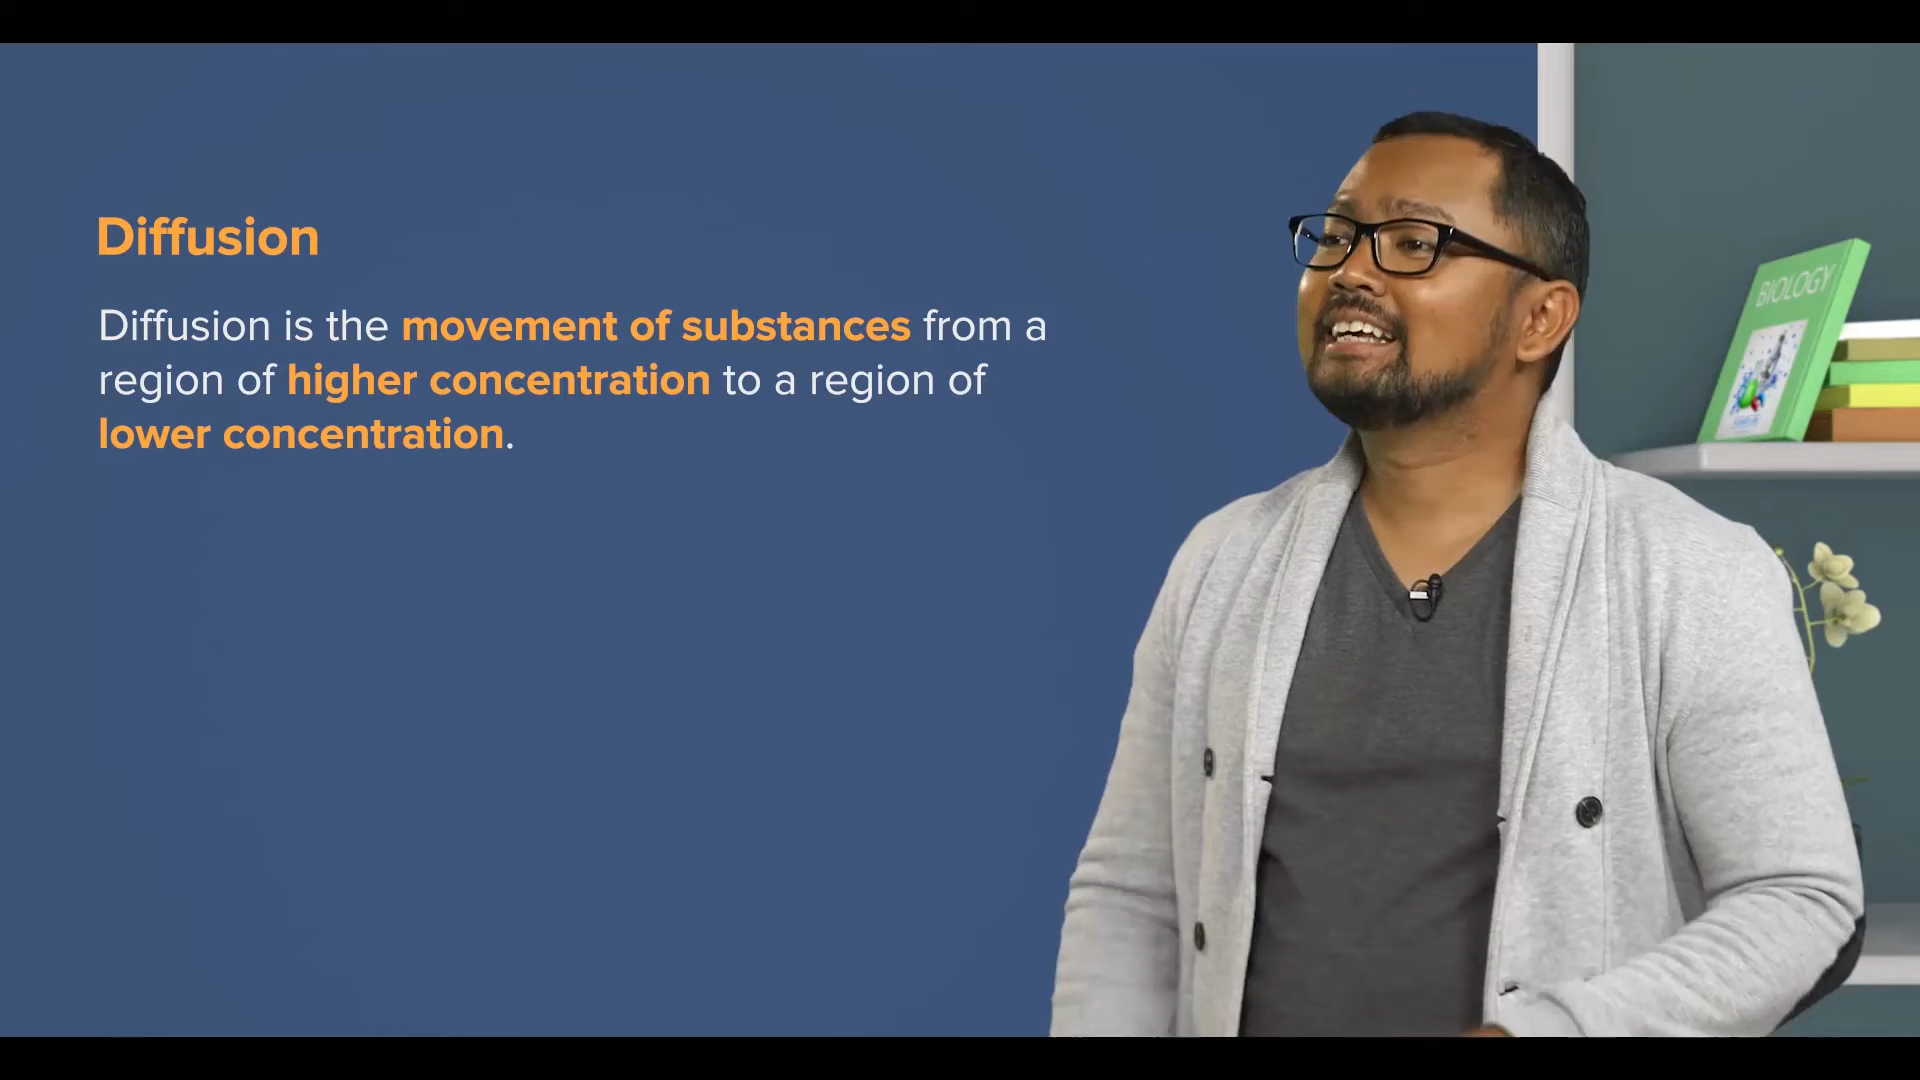 Diffusion
Diffusion is the movement of substances from a
region of higher concentration to a region of
lower concentration.
BIOLOGY